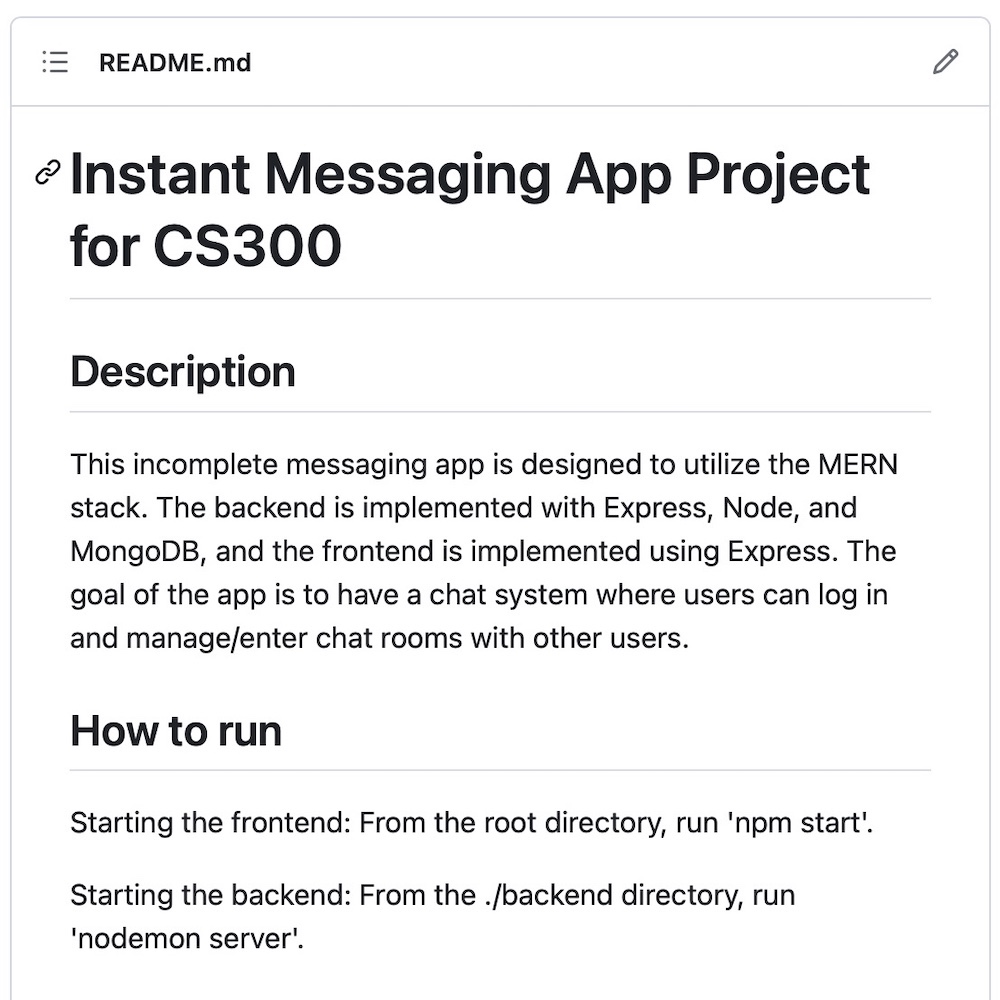 README.md
Instant Messaging App Project
for CS300
Description
This incomplete messaging app is designed to utilize the MERN
stack. The backend is implemented with Express, Node, and
MongoDB, and the frontend is implemented using Express. The
goal of the app is to have a chat system where users can log in
and manage/enter chat rooms with other users.
How to run
Starting the frontend: From the root directory, run 'npm start'.
Starting the backend: From the ./backend directory, run
'nodemon server'.